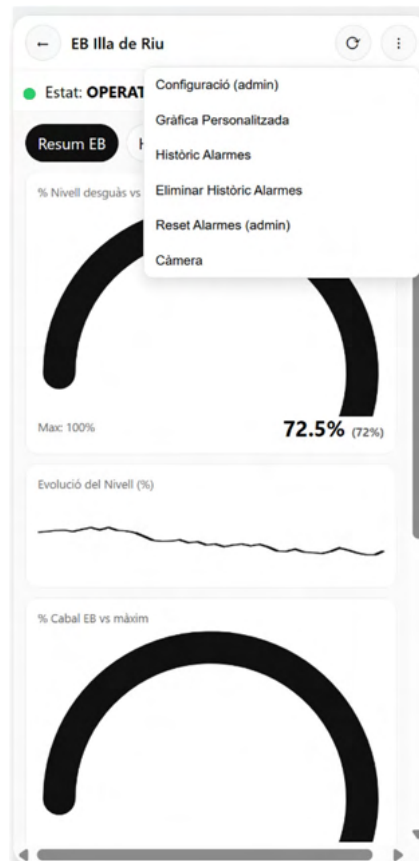 ← EB Illa de Riu
Estat: OPERAT
Configuració (admin)
Gràfica Personalitzada
Històric Alarmes
Eliminar Històric Alarmes
Reset Alarmes (admin)
Càmera
Resum EB
% Nivell desguàs vs
Max: 100%
72.5% (72%)
Evolució del Nivell (%)
% Cabal EB vs màxim